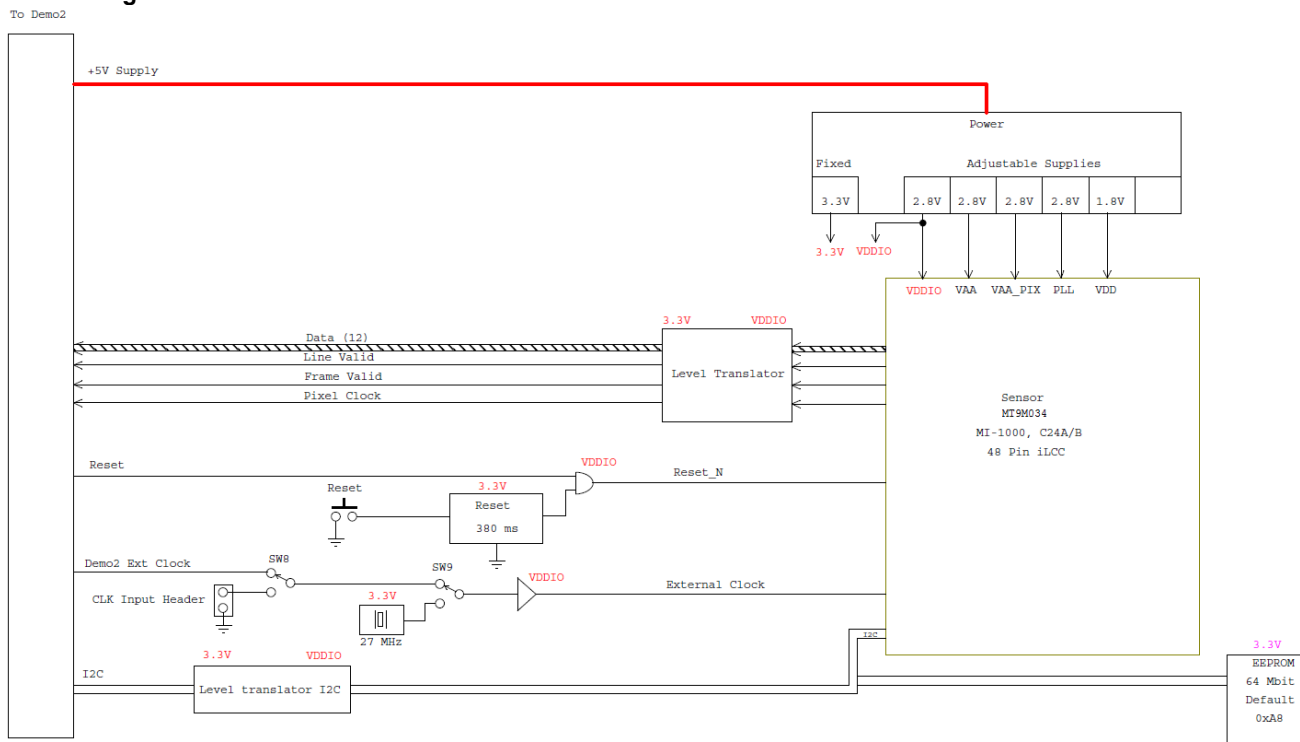 To Demo2
+5V Supply
Power
Fixed
Adjustable Supplies
3.3V
2.8V
2.8V
2.8V
2.8V
1.8V
3.3V
VDDIO
VDDIO
VAA
VAA_PIX
PLL
VDD
3.3V
VDDIO
Data (12)
Line Valid
Frame Valid
Pixel Clock
Level Translator
Sensor
MT9M034
MI-1000, C24A/B
48 Pin iLCC
Reset
VDDIO
Reset_N
Reset
3.3V
Reset
380 ms
Demo2 Ext Clock
SW8
SW9
VDDIO
External Clock
CLK Input Header
3.3V
27 MHz
I2C
3.3V
VDDIO
I2C
Level translator I2C
3.3V
EEPROM
64 Mbit
Default
0xA8